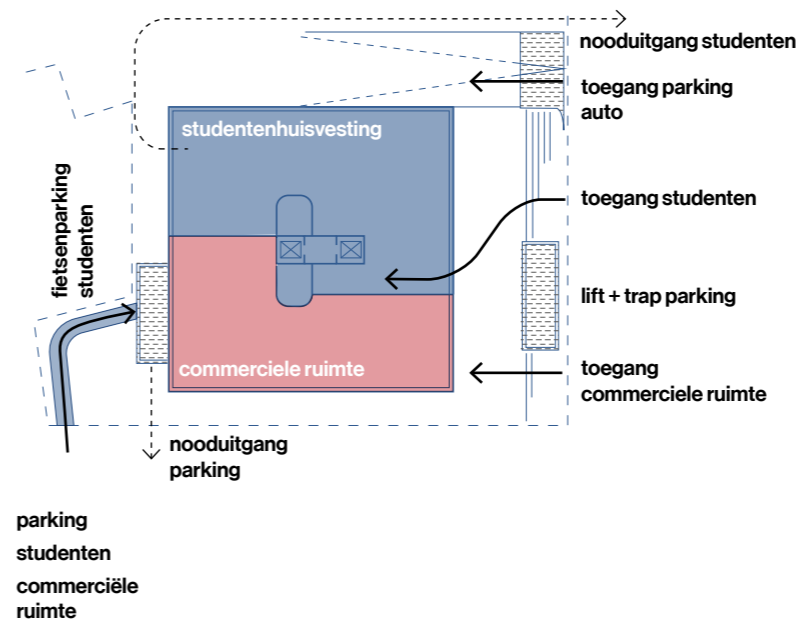 nooduitgang studenten
toegang parking
auto
studentenhuisvesting
fietsenparking
studenten
toegang studenten
lift + trap parking
commerciele ruimte
toegang
commerciele ruimte
nooduitgang
parking
parking
studenten
commerciële
ruimte